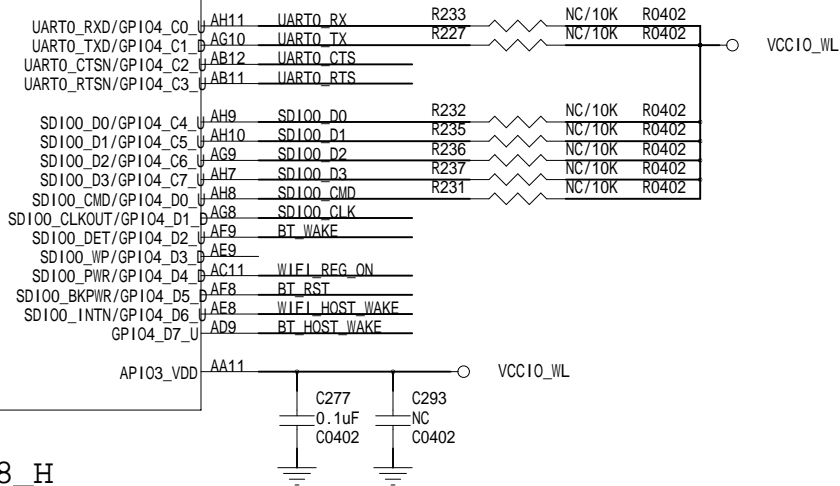 UART0_RXD/GPIO4_C0_U AH11 UART0_RX R233 NC/10K R0402
UART0_TXD/GPIO4_C1_D AG10 UART0_TX R227 NC/10K R0402 VCCIO_WL
UART0_CTSN/GPIO4_C2_U AB12 UART0_CTS
UART0_RTSN/GPIO4_C3_U AB11 UART0_RTS
SDIO0_D0/GPIO4_C4_U AH9 SDIO0_D0 R232 NC/10K R0402
SDIO0_D1/GPIO4_C5_U AH10 SDIO0_D1 R235 NC/10K R0402
SDIO0_D2/GPIO4_C6_U AG9 SDIO0_D2 R236 NC/10K R0402
SDIO0_D3/GPIO4_C7_U AH7 SDIO0_D3 R237 NC/10K R0402
SDIO0_CMD/GPIO4_D0_U AH8 SDIO0_CMD R231 NC/10K R0402
SDIO0_CLKOUT/GPIO4_D1_D AG8 SDIO0_CLK
SDIO0_DET/GPIO4_D2_U AF9 BT_WAKE
SDIO0_WP/GPIO4_D3_D AE9
SDIO0_PWR/GPIO4_D4_D AC11 WIFI_REG_ON
SDIO0_BKPWR/GPIO4_D5_D AF8 BT_RST
SDIO0_INTN/GPIO4_D6_U AE8 WIFI_HOST_WAKE
GPIO4_D7_U AD9 BT_HOST_WAKE
APIO3_VDD AA11 VCCIO_WL
C277 C293
0.1uF NC
C0402 C0402
8_H